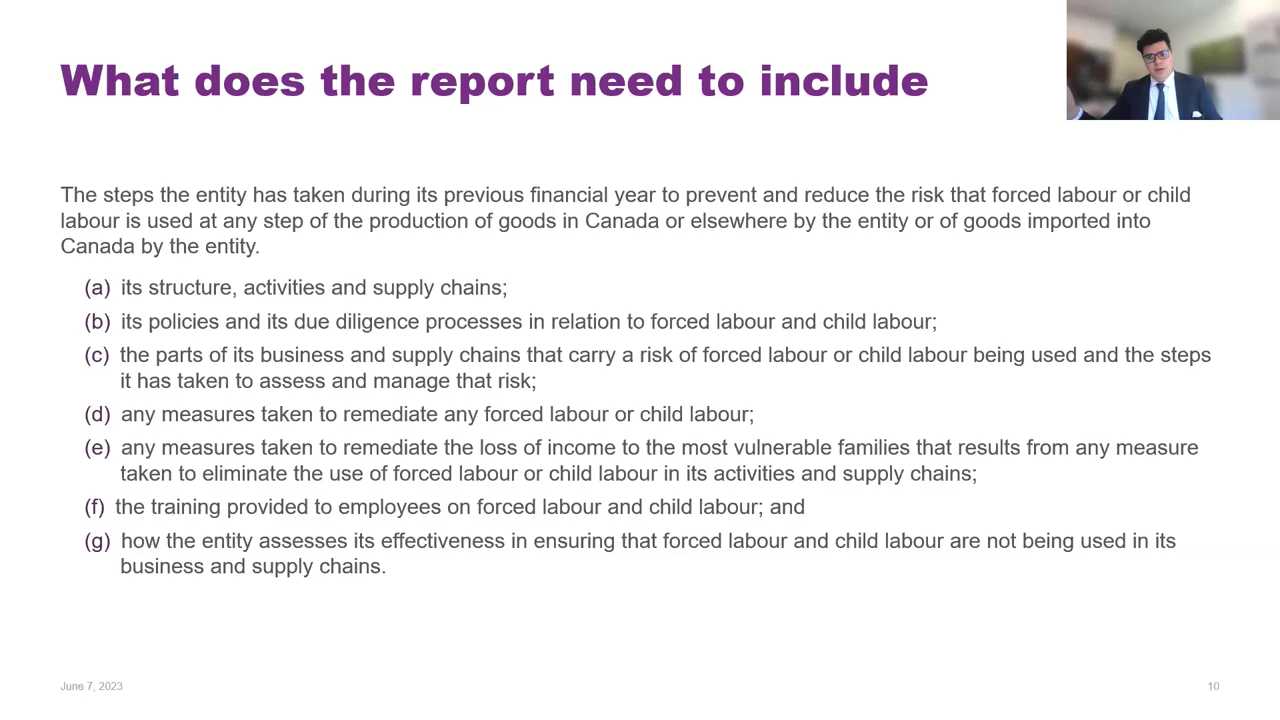 What does the report need to include
The steps the entity has taken during its previous financial year to prevent and reduce the risk that forced labour or child
labour is used at any step of the production of goods in Canada or elsewhere by the entity or of goods imported into
Canada by the entity.
(a) its structure, activities and supply chains;
(b) its policies and its due diligence processes in relation to forced labour and child labour;
(c) the parts of its business and supply chains that carry a risk of forced labour or child labour being used and the steps
it has taken to assess and manage that risk;
(d) any measures taken to remediate any forced labour or child labour;
(e) any measures taken to remediate the loss of income to the most vulnerable families that results from any measure
taken to eliminate the use of forced labour or child labour in its activities and supply chains;
(f) the training provided to employees on forced labour and child labour; and
(g) how the entity assesses its effectiveness in ensuring that forced labour and child labour are not being used in its
business and supply chains.
June 7, 2023
10